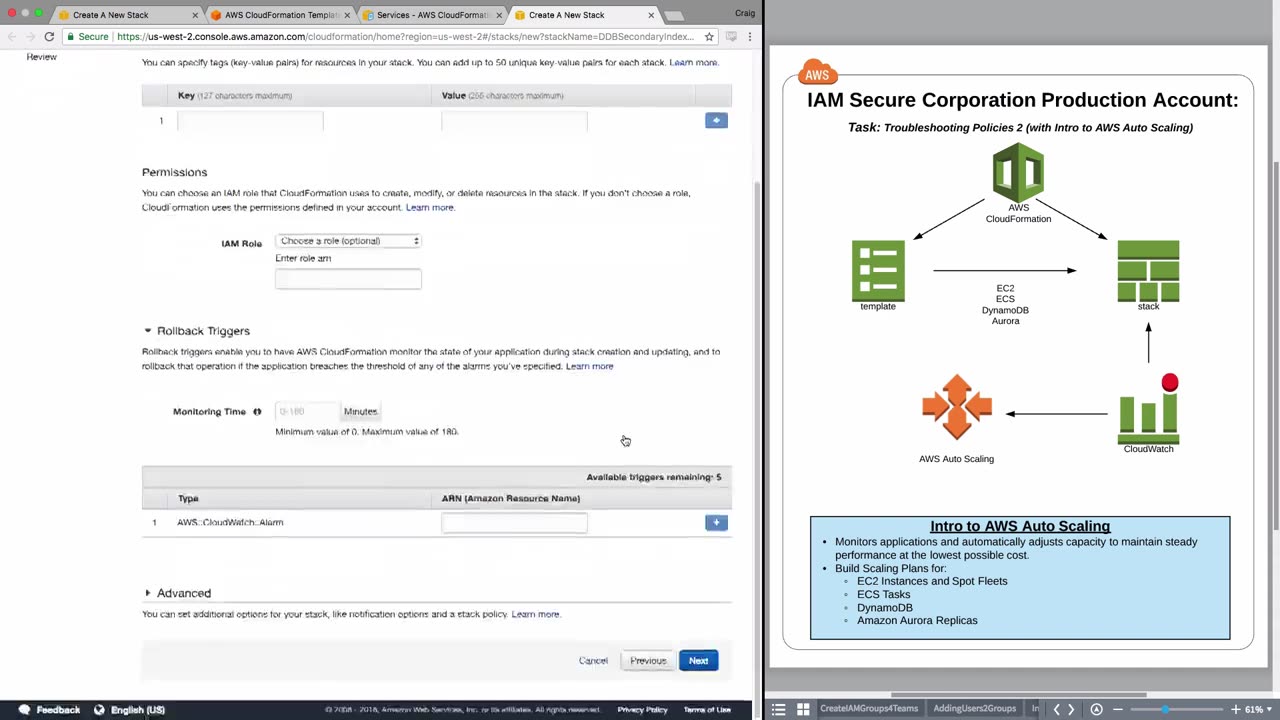 Create A New Stack
AWS CloudFormation Templat
Services - AWS CloudFormati
Create A New Stack
Craig
Secure
https://us-west-2.console.aws.amazon.com/cloudformation/home?region=us-west-2#/stacks/new?stackName=DDBSecondaryIndex...
Review
You can specify tags (key-value pairs) for resources in your stack. You can add up to 50 unique key-value pairs for each stack. Learn more.
Key (127 characters maximum)
Value (255 characters maximum)
1
Permissions
You can choose an IAM role that CloudFormation uses to create, modify, or delete resources in the stack. If you don't choose a role,
CloudFormation uses the permissions defined in your account. Learn more.
IAM Role
Choose a role (optional)
Enter role arn
Rollback Triggers
Rollback triggers enable you to have AWS CloudFormation monitor the state of your application during stack creation and updating, and to
rollback that operation if the application breaches the threshold of any of the alarms you've specified. Learn more
Monitoring Time
0-180
Minutes
Minimum value of 0. Maximum value of 180.
Available triggers remaining: 5
Type
ARN (Amazon Resource Name)
1
AWS::CloudWatch::Alarm
Advanced
You can set additional options for your stack, like notification options and a stack policy. Learn more.
Cancel
Previous
Next
Feedback
English (US)
© 2008 - 2018, Amazon Web Services, Inc. or its affiliates. All rights reserved.
Privacy Policy
Terms of Use
AWS
IAM Secure Corporation Production Account:
Task: Troubleshooting Policies 2 (with Intro to AWS Auto Scaling)
AWS
CloudFormation
template
EC2
ECS
DynamoDB
Aurora
stack
AWS Auto Scaling
CloudWatch
Intro to AWS Auto Scaling
• Monitors applications and automatically adjusts capacity to maintain steady
performance at the lowest possible cost.
• Build Scaling Plans for:
◦ EC2 Instances and Spot Fleets
◦ ECS Tasks
◦ DynamoDB
◦ Amazon Aurora Replicas
CreateIAMGroups4Teams
AddingUsers2Groups
In
61%